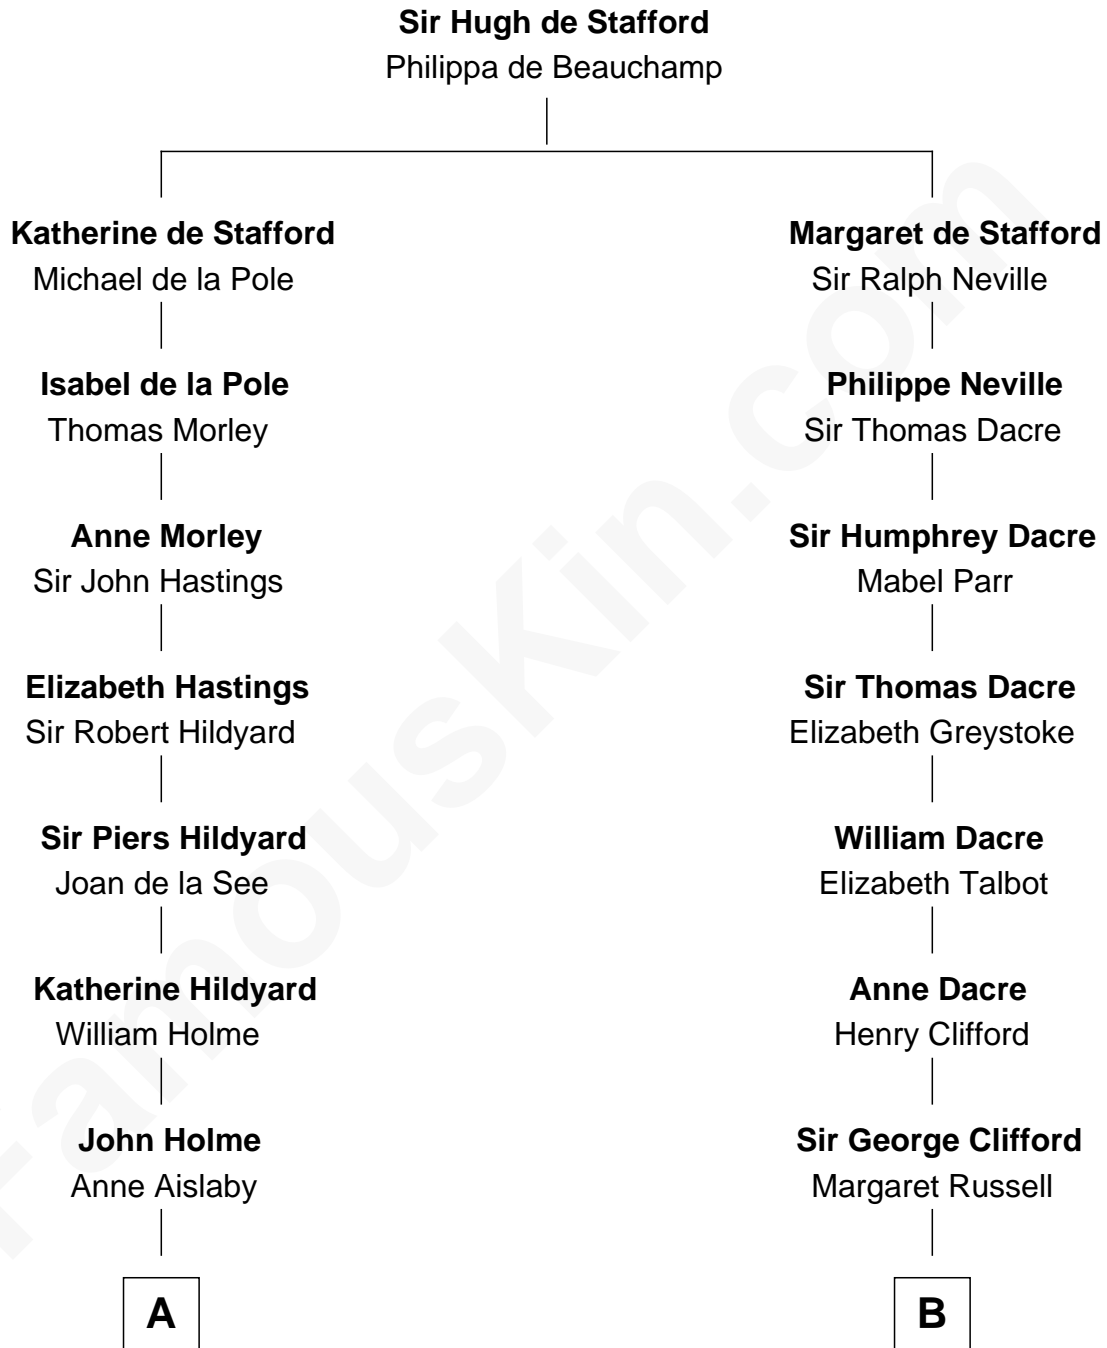 Sir Hugh de Stafford
Philippa de Beauchamp
Katherine de Stafford
Michael de la Pole
Margaret de Stafford
Sir Ralph Neville
Isabel de la Pole
Thomas Morley
Philippe Neville
Sir Thomas Dacre
Anne Morley
Sir John Hastings
Sir Humphrey Dacre
Mabel Parr
Elizabeth Hastings
Sir Robert Hildyard
Sir Thomas Dacre
Elizabeth Greystoke
Sir Piers Hildyard
Joan de la See
William Dacre
Elizabeth Talbot
Katherine Hildyard
William Holme
Anne Dacre
Henry Clifford
John Holme
Anne Aislaby
Sir George Clifford
Margaret Russell
A
B
FamousKin.com